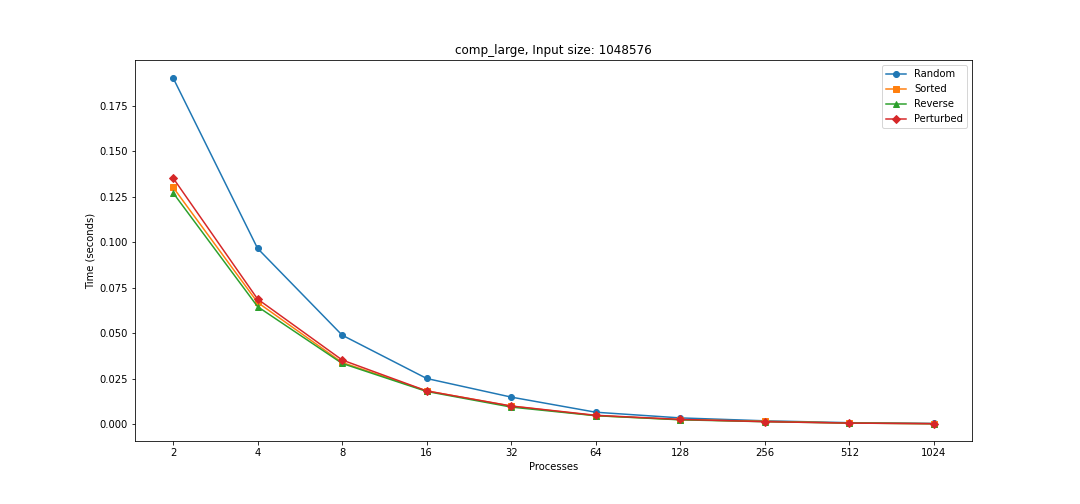 comp_large, Input size: 1048576
Random
Sorted
Reverse
Perturbed
Time (seconds)
0.175
0.150
0.125
0.100
0.075
0.050
0.025
0.000
2 4 8 16 32 64 128 256 512 1024
Processes